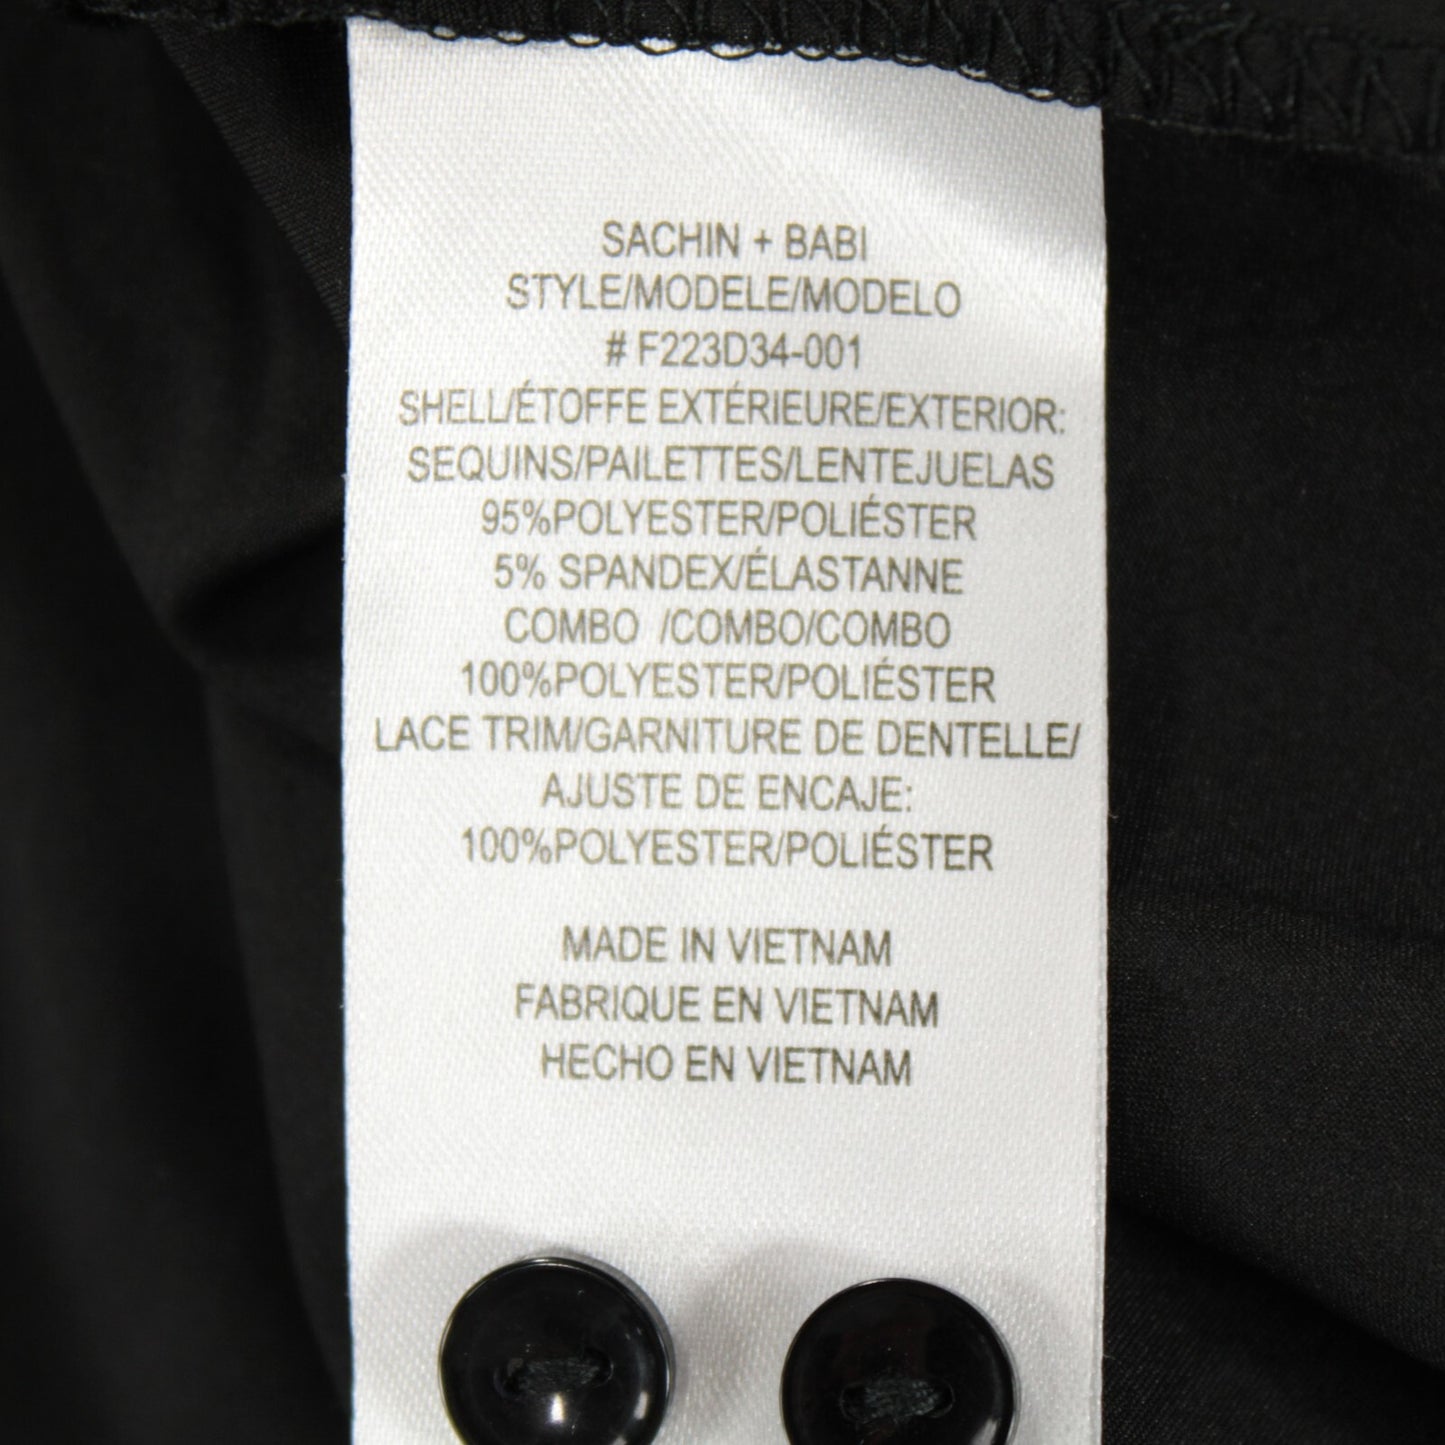 SACHIN + BABI
STYLE/MODELE/MODELO
# F223D34-001
SHELL/ÉTOFFE EXTÉRIEURE/EXTERIOR:
SEQUINS/PAILETTES/LENTEJUELAS
95%POLYESTER/POLIÉSTER
5% SPANDEX/ÉLASTANNE
COMBO /COMBO/COMBO
100%POLYESTER/POLIÉSTER
LACE TRIM/GARNITURE DE DENTELLE/
AJUSTE DE ENCAJE:
100%POLYESTER/POLIÉSTER
MADE IN VIETNAM
FABRIQUE EN VIETNAM
HECHO EN VIETNAM